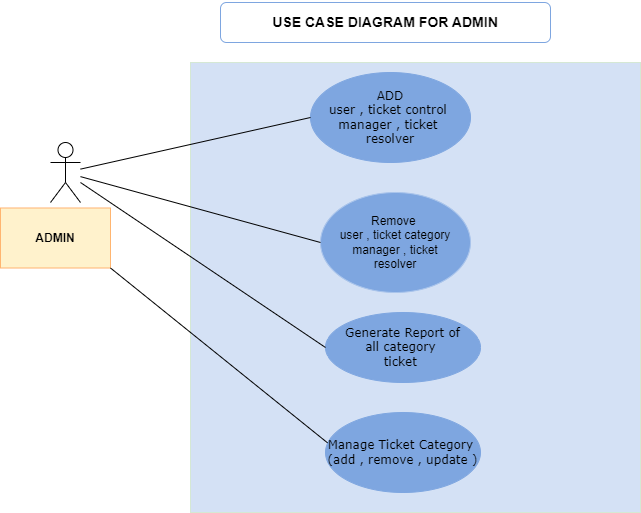 USE CASE DIAGRAM FOR ADMIN
ADD
user , ticket control
manager , ticket
resolver
ADMIN
Remove
user , ticket category
manager , ticket
resolver
Generate Report of
all category
ticket
Manage Ticket Category
(add , remove , update )